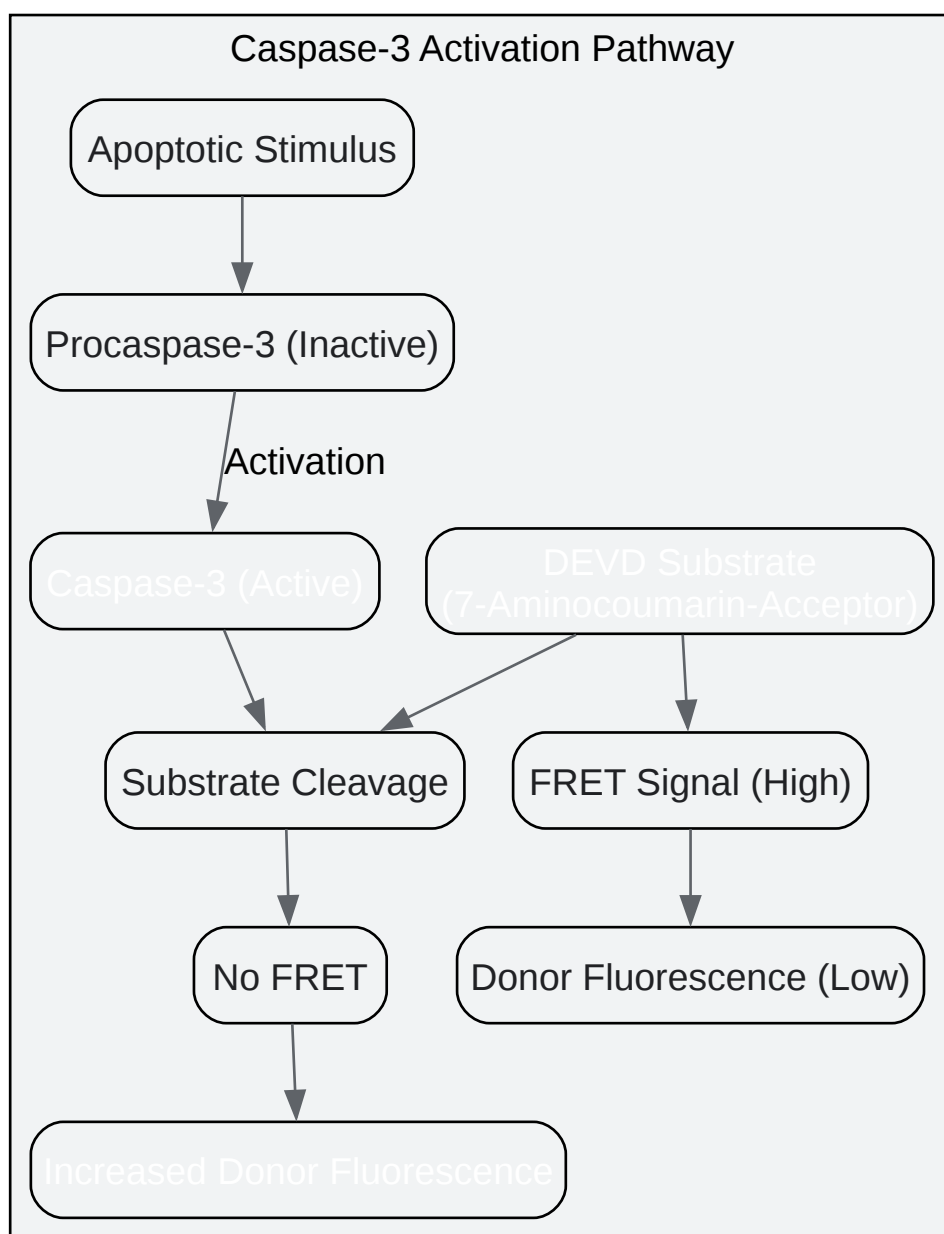 Caspase-3 Activation Pathway
Apoptotic Stimulus
Procaspase-3 (Inactive)
Activation
Caspase-3 (Active)
DEVD Substrate
(7-Aminocoumarin-Acceptor)
Substrate Cleavage
FRET Signal (High)
No FRET
Donor Fluorescence (Low)
Increased Donor Fluorescence